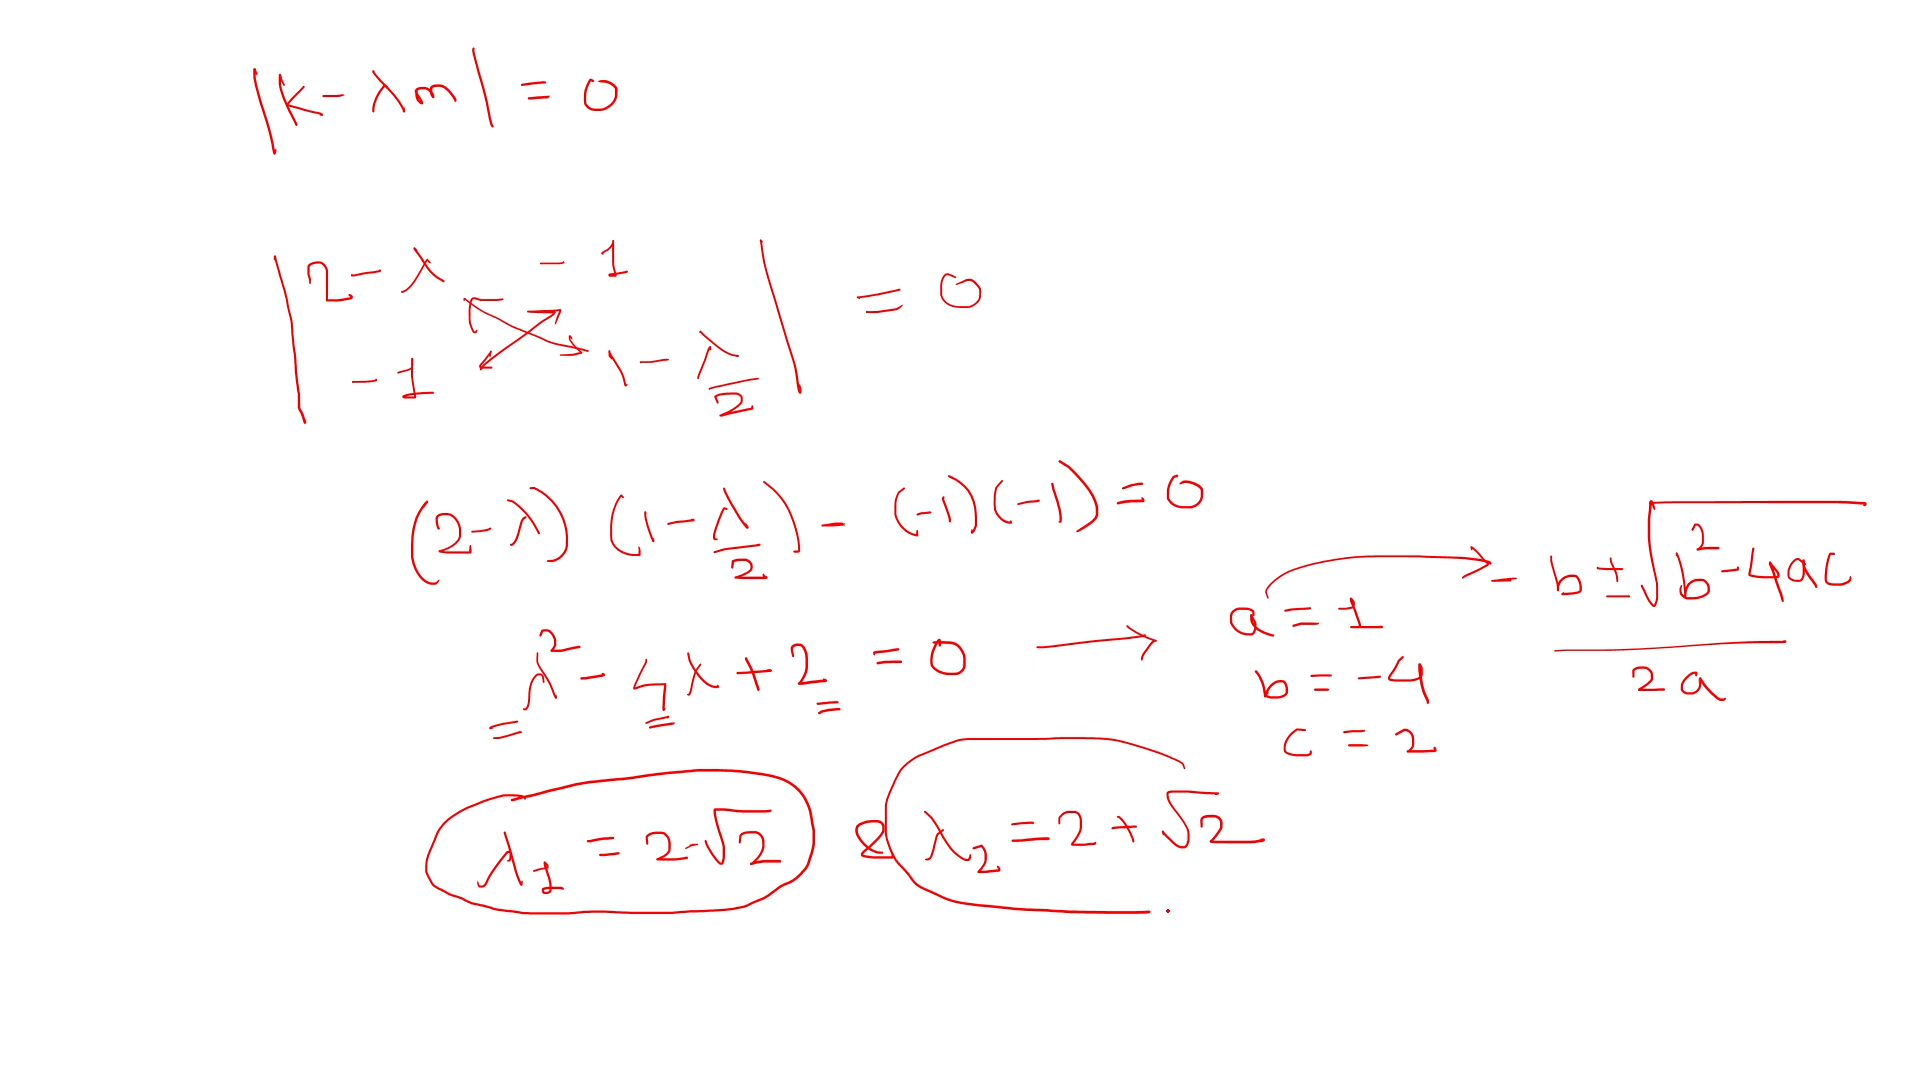 |k - λm| = 0
| 2 - λ   - 1 |
| - 1   1 - λ/2 | = 0
(2 - λ) (1 - λ/2) - (-1)(-1) = 0
λ² - 4λ + 2 = 0 → a = 1
b = -4
c = 2
- b ± √(b² - 4ac)
2a
λ₁ = 2 - √2 & λ₂ = 2 + √2